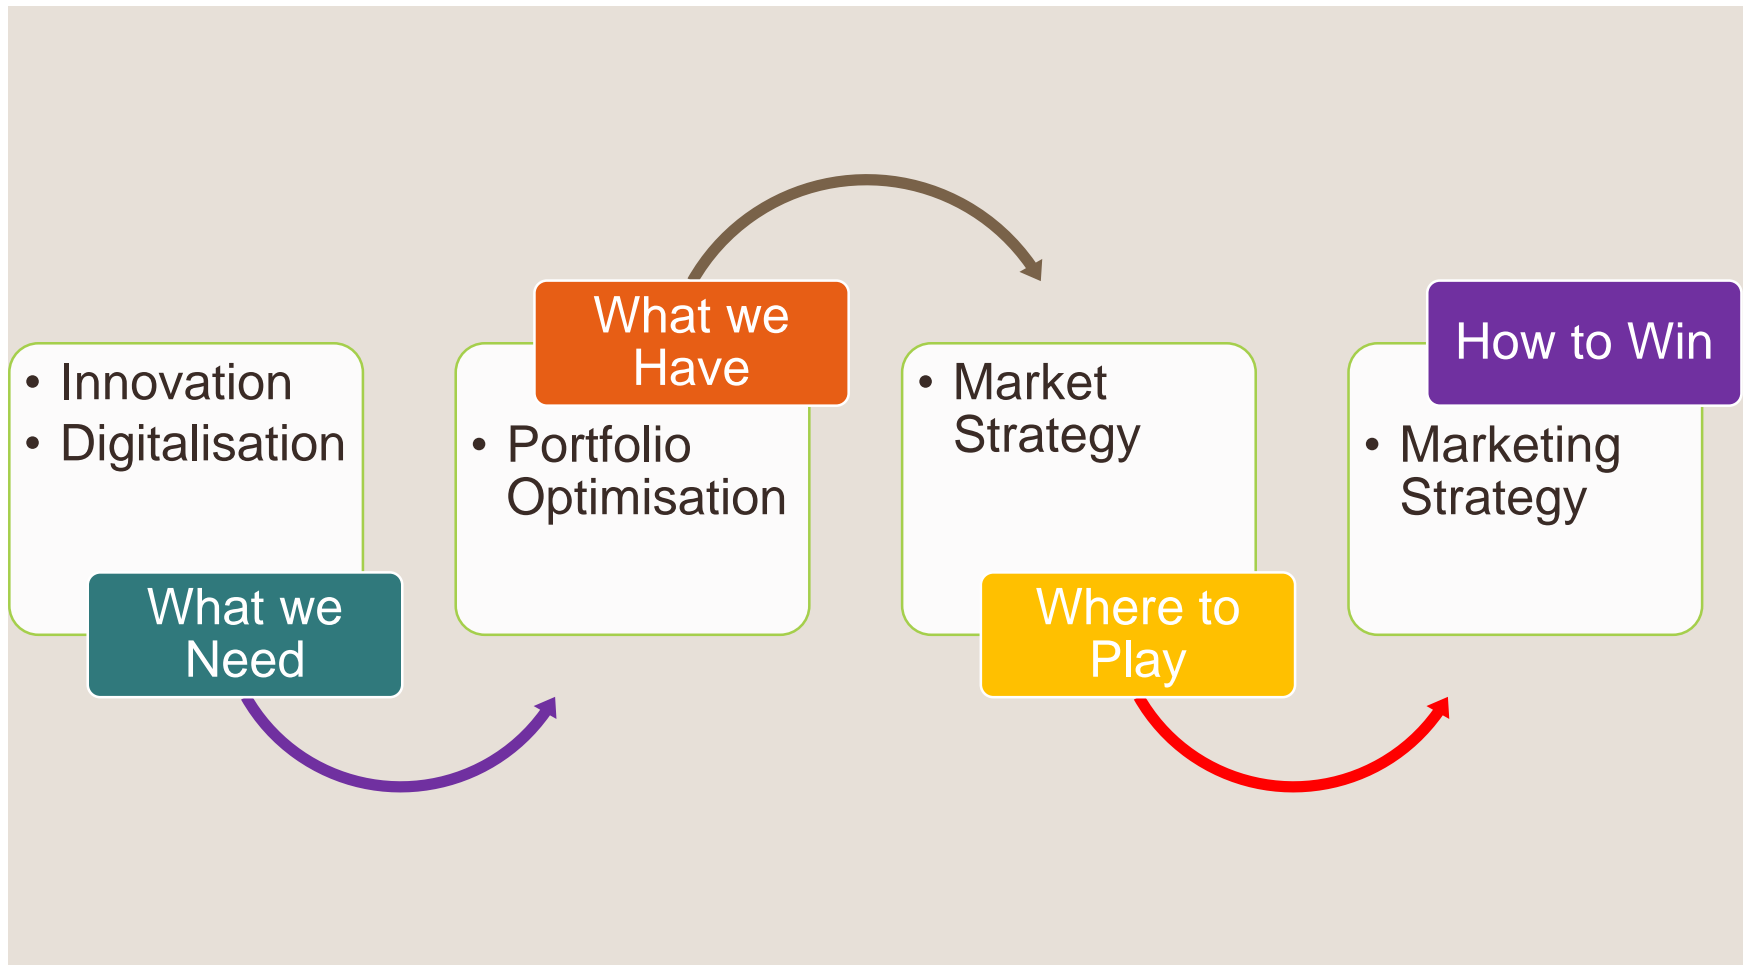 • Innovation
• Digitalisation
What we
Need
What we
Have
• Portfolio
Optimisation
• Market
Strategy
Where to
Play
How to Win
• Marketing
Strategy